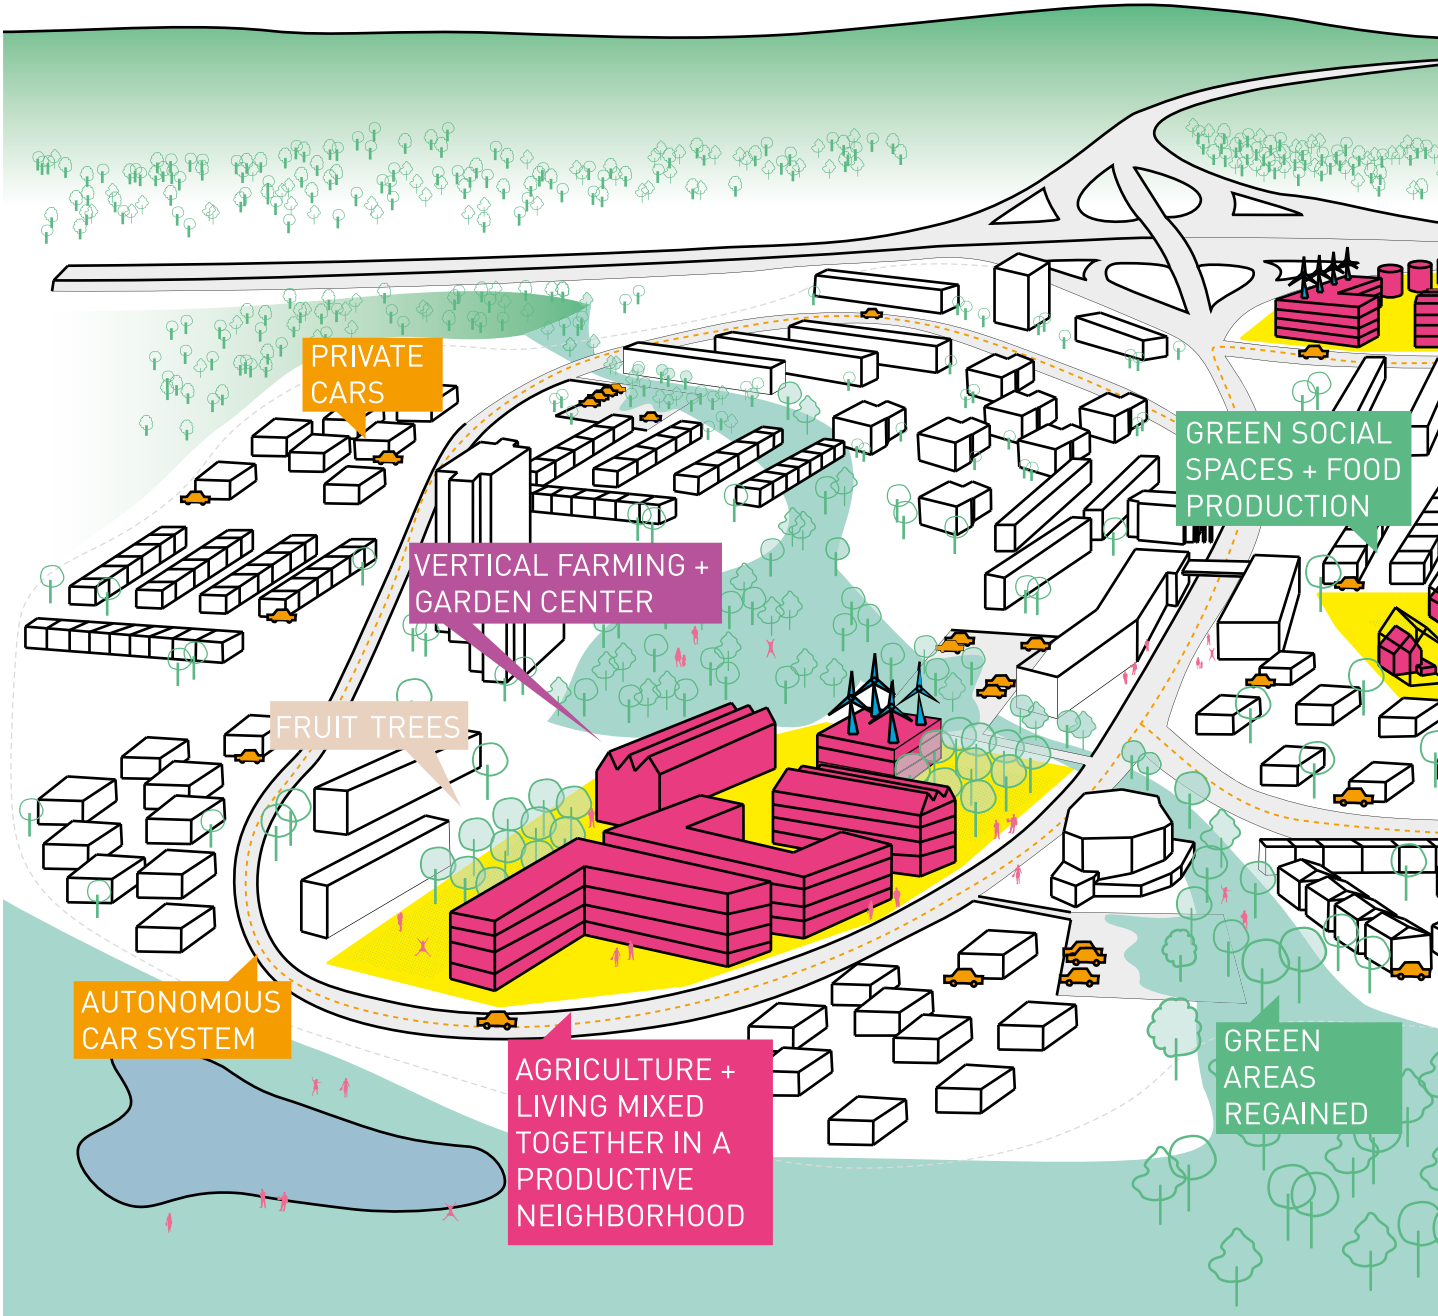 PRIVATE
CARS
GREEN SOCIAL
SPACES + FOOD
PRODUCTION
VERTICAL FARMING +
GARDEN CENTER
FRUIT TREES
AUTONOMOUS
CAR SYSTEM
AGRICULTURE +
LIVING MIXED
TOGETHER IN A
PRODUCTIVE
NEIGHBORHOOD
GREEN
AREAS
REGAINED